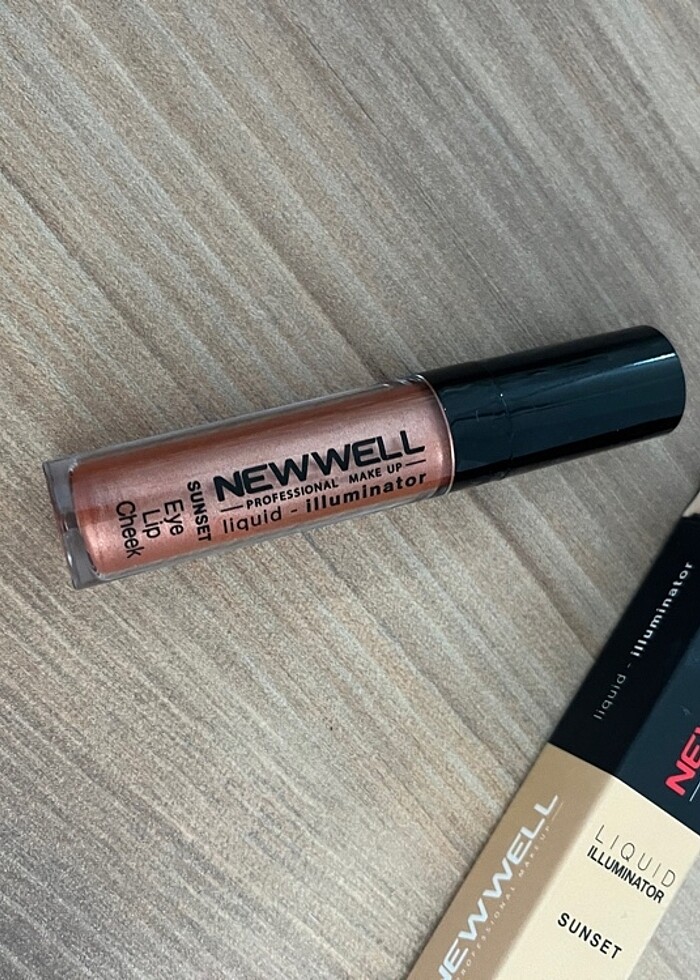 NEWWELL
PROFESSIONAL MAKE UP
liquid - illuminator
SUNSET
Eye
Lip
Cheek
liquid - illuminator
NEWWELL
PROFESSIONAL MAKE UP
LIQUID
ILLUMINATOR
SUNSET